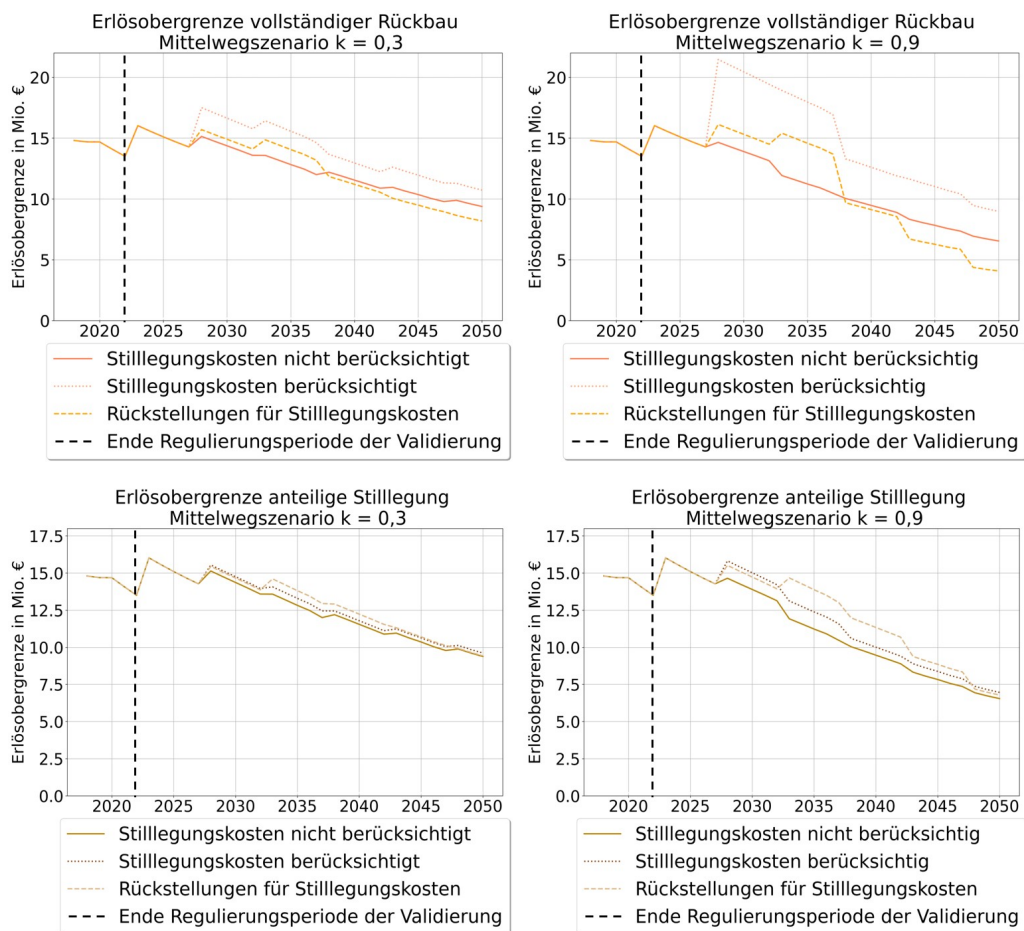 Erlösobergrenze vollständiger Rückbau
Mittelwegszenario k = 0,3
Erlösobergrenze in Mio. €
20
15
10
5
0
2020 2025 2030 2035 2040 2045 2050
Stilllegungskosten nicht berücksichtigt
Stilllegungskosten berücksichtigt
Rückstellungen für Stilllegungskosten
Ende Regulierungsperiode der Validierung
Erlösobergrenze vollständiger Rückbau
Mittelwegszenario k = 0,9
Erlösobergrenze in Mio. €
20
15
10
5
0
2020 2025 2030 2035 2040 2045 2050
Stilllegungskosten nicht berücksichtig
Stilllegungskosten berücksichtig
Rückstellungen für Stilllegungskosten
Ende Regulierungsperiode der Validierung
Erlösobergrenze anteilige Stilllegung
Mittelwegszenario k = 0,3
Erlösobergrenze in Mio. €
17.5
15.0
12.5
10.0
7.5
5.0
2.5
0.0
2020 2025 2030 2035 2040 2045 2050
Stilllegungskosten nicht berücksichtigt
Stilllegungskosten berücksichtigt
Rückstellungen für Stilllegungskosten
Ende Regulierungsperiode der Validierung
Erlösobergrenze anteilige Stilllegung
Mittelwegszenario k = 0,9
Erlösobergrenze in Mio. €
17.5
15.0
12.5
10.0
7.5
5.0
2.5
0.0
2020 2025 2030 2035 2040 2045 2050
Stilllegungskosten nicht berücksichtig
Stilllegungskosten berücksichtig
Rückstellungen für Stilllegungskosten
Ende Regulierungsperiode der Validierung